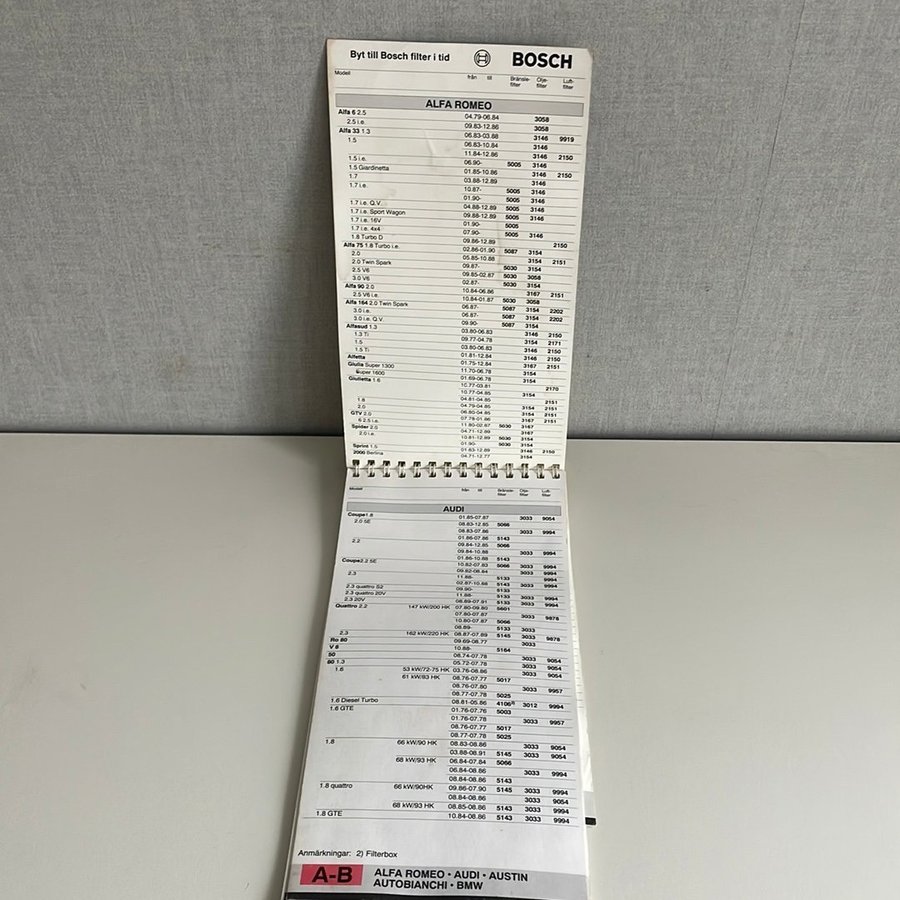 Byt till Bosch filter i tid BOSCH
Modell från till Bränsle-filter Olje-filter Luft-filter
ALFA ROMEO
Alfa 6 2.5 04.79-06.84 3058
2.5 i.e. 09.83-12.86 3058
Alfa 33 1.3 06.83-03.88 3146 9919
1.5 06.83-10.84 3146
11.84-12.86 3146 2150
1.5 i.e. 06.90- 5005 3146
1.5 Giardinetta 01.85-10.86 3146 2150
1.7 03.88-12.89 3146
1.7 i.e. 10.87- 5005 3146
01.90- 5005 3146
1.7 i.e. Q.V. 04.88-12.89 5005 3146
1.7 i.e. Sport Wagon 09.88-12.89 5005 3146
1.7 i.e. 16V 01.90- 5005
1.7 i.e. 4x4 07.90- 5005 3146
1.8 Turbo D 09.86-12.89 2150
Alfa 75 1.8 Turbo i.e. 02.86-01.90 5087 3154
2.0 05.85-10.88 3154 2151
2.0 Twin Spark 09.87- 5030 3154
2.5 V6 09.85-02.87 5030 3058
3.0 V6 02.87- 5030 3154
Alfa 90 2.0 10.84-06.86 3167 2151
2.5 V6 i.e. 10.84-01.87 5030 3058
Alfa 164 2.0 Twin Spark 06.87- 5087 3154 2202
3.0 i.e. 06.87- 5087 3154 2202
3.0 i.e. Q.V. 09.90- 5087 3154
Alfasud 1.3 03.80-06.83 3146 2150
1.3 Ti 09.77-04.78 3154 2171
1.5 03.80-06.83 3146 2150
1.5 Ti 01.81-12.84 3146 2150
Alfetta 01.75-12.84 3167 2151
Giulia Super 1300 11.70-06.78 3154
Super 1600 01.69-06.78 3154
Giulietta 1.6 10.77-03.81 2170
10.77-04.85 3154
1.8 04.81-04.85 2151
2.0 04.79-04.85 3154 2151
GTV 2.0 06.80-04.85 3154 2151
6 2.5 i.e. 07.79-01.86 3167 2151
Spider 2.0 11.80-02.87 5030 3167
2.0 i.e. 04.71-12.89 3167
10.81-12.89 5030 3154
01.90- 5030 3154
Sprint 1.5 01.83-12.89 3146 2150
2000 Berlina 04.71-12.77 3154
Modell från till Bränsle-filter Olje-filter Luft-filter
AUDI
Coupe 1.8 01.85-07.87 3033 9054
2.0 5E 08.83-12.85 5066
08.83-07.86 3033 9994
01.86-07.86 5143
2.2 09.84-12.85 5066
09.84-10.88 3033 9994
01.86-10.88 5143
Coupe 2.2 5E 10.82-07.83 5066 3033 9994
09.82-08.84 3033 9994
2.3 11.88- 5133 9994
02.87-10.88 5143 3033 9994
2.3 quattro S2 09.90- 5133
2.3 quattro 20V 11.88- 5133 3033 9994
2.3 20V 08.89-07.91 5133 3033 9994
Quattro 2.2 147 kW/200 HK 07.80-09.80 5601
07.80-07.87 3033 9878
10.80-07.87 5066
08.89- 5133 3033
2.3 162 kW/220 HK 08.87-07.89 5145 3033 9878
Ro 80 09.69-07.78 3033
V 8 10.88- 5164
50 08.74-07.78 3033 9054
80 1.3 05.72-07.78 3033 9054
1.6 53 kW/72-75 HK 03.76-08.86 3033 9054
61 kW/83 HK 08.76-07.77 5017
08.76-07.80 3033 9957
08.77-07.78 5025
1.6 Diesel Turbo 08.81-05.86 4106²⁾ 3012 9994
1.6 GTE 01.76-07.76 5003
01.76-07.78 3033 9957
08.76-07.77 5017
08.77-07.78 5025
1.8 66 kW/90 HK 08.83-08.86 3033 9054
03.88-08.91 5145 3033 9054
68 kW/93 HK 06.84-07.84 5066
06.84-08.86 3033 9994
08.84-08.86 5143
1.8 quattro 66 kW/90HK 09.86-07.90 5145 3033 9994
08.84-08.86 3033 9054
68 kW/93 HK 08.85-08.86 5143 3033 9994
1.8 GTE 10.84-08.86 5143 3033 9994
Anmärkningar: 2) Filterbox
A-B ALFA ROMEO • AUDI • AUSTIN
AUTOBIANCHI • BMW